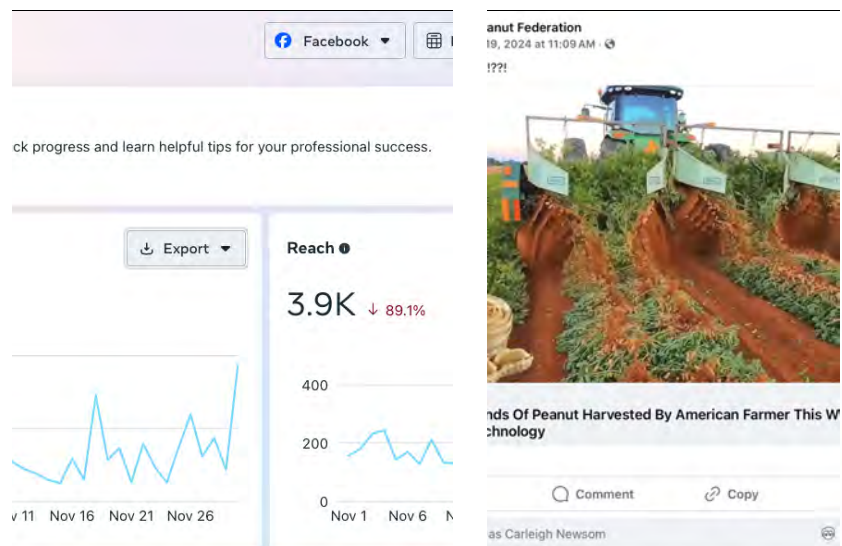 Facebook
ck progress and learn helpful tips for your professional success.
Export
Reach
3.9K ↓ 89.1%
400
200
0
v 11 Nov 16 Nov 21 Nov 26
Nov 1 Nov 6 N
anut Federation
19, 2024 at 11:09 AM ·
!??!
nds Of Peanut Harvested By American Farmer This W
chnology
Comment Copy
as Carleigh Newsom